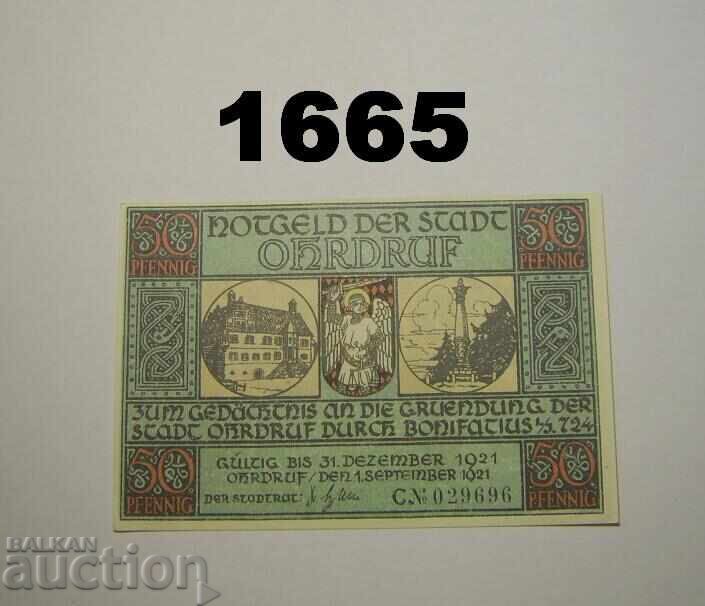 1665
50 PFENNIG
NOTGELD DER STADT
OHRDRUF
50 PFENNIG
ZUM GEDÄCHTNIS AN DIE GRUENDUNG DER
STADT OHRDRUF DURCH BONIFATIUS 724
50 PFENNIG
GÜLTIG BIS 31. DEZEMBER 1921
OHRDRUF/DEN 1. SEPTEMBER 1921
DER STADTRAT:
C No 029696
50 PFENNIG
BALKAN
auction